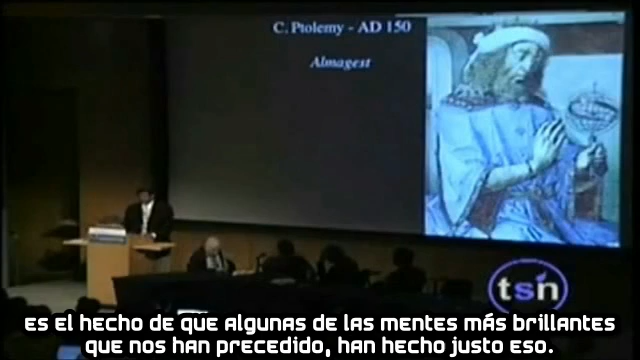 C. Ptolemy - AD 150
Almagest
tsn
ES EL HECHO DE QUE ALGUNAS DE LAS MENTES MÁS BRILLANTES
QUE NOS HAN PRECEDIDO, HAN HECHO JUSTO ESO.